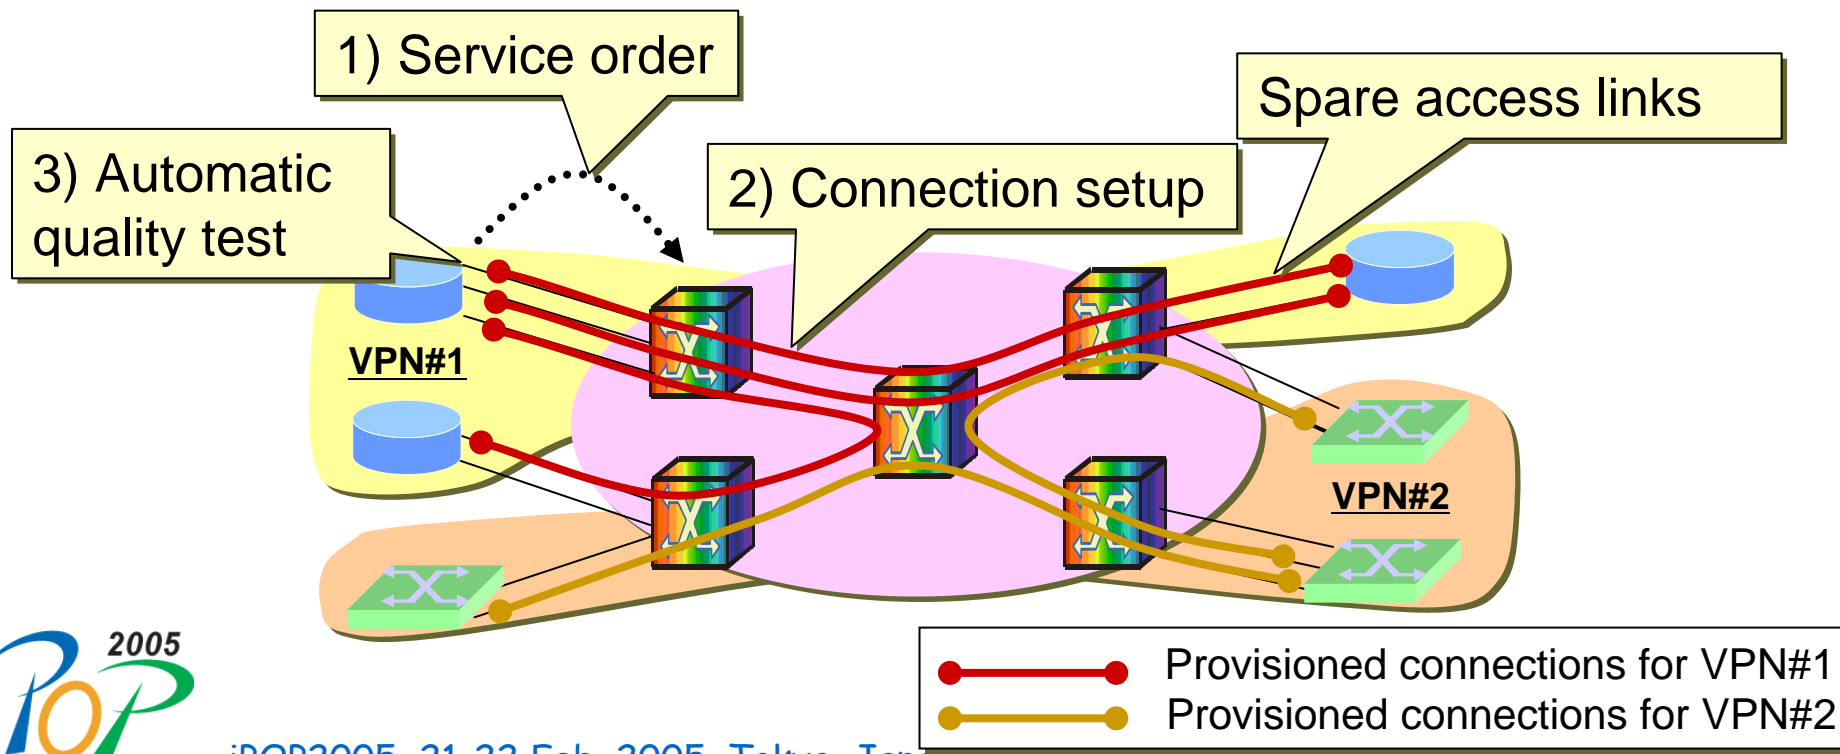 1) Service order
Spare access links
3) Automatic
quality test
2) Connection setup
VPN#1
VPN#2
2005
POP
Provisioned connections for VPN#1
Provisioned connections for VPN#2